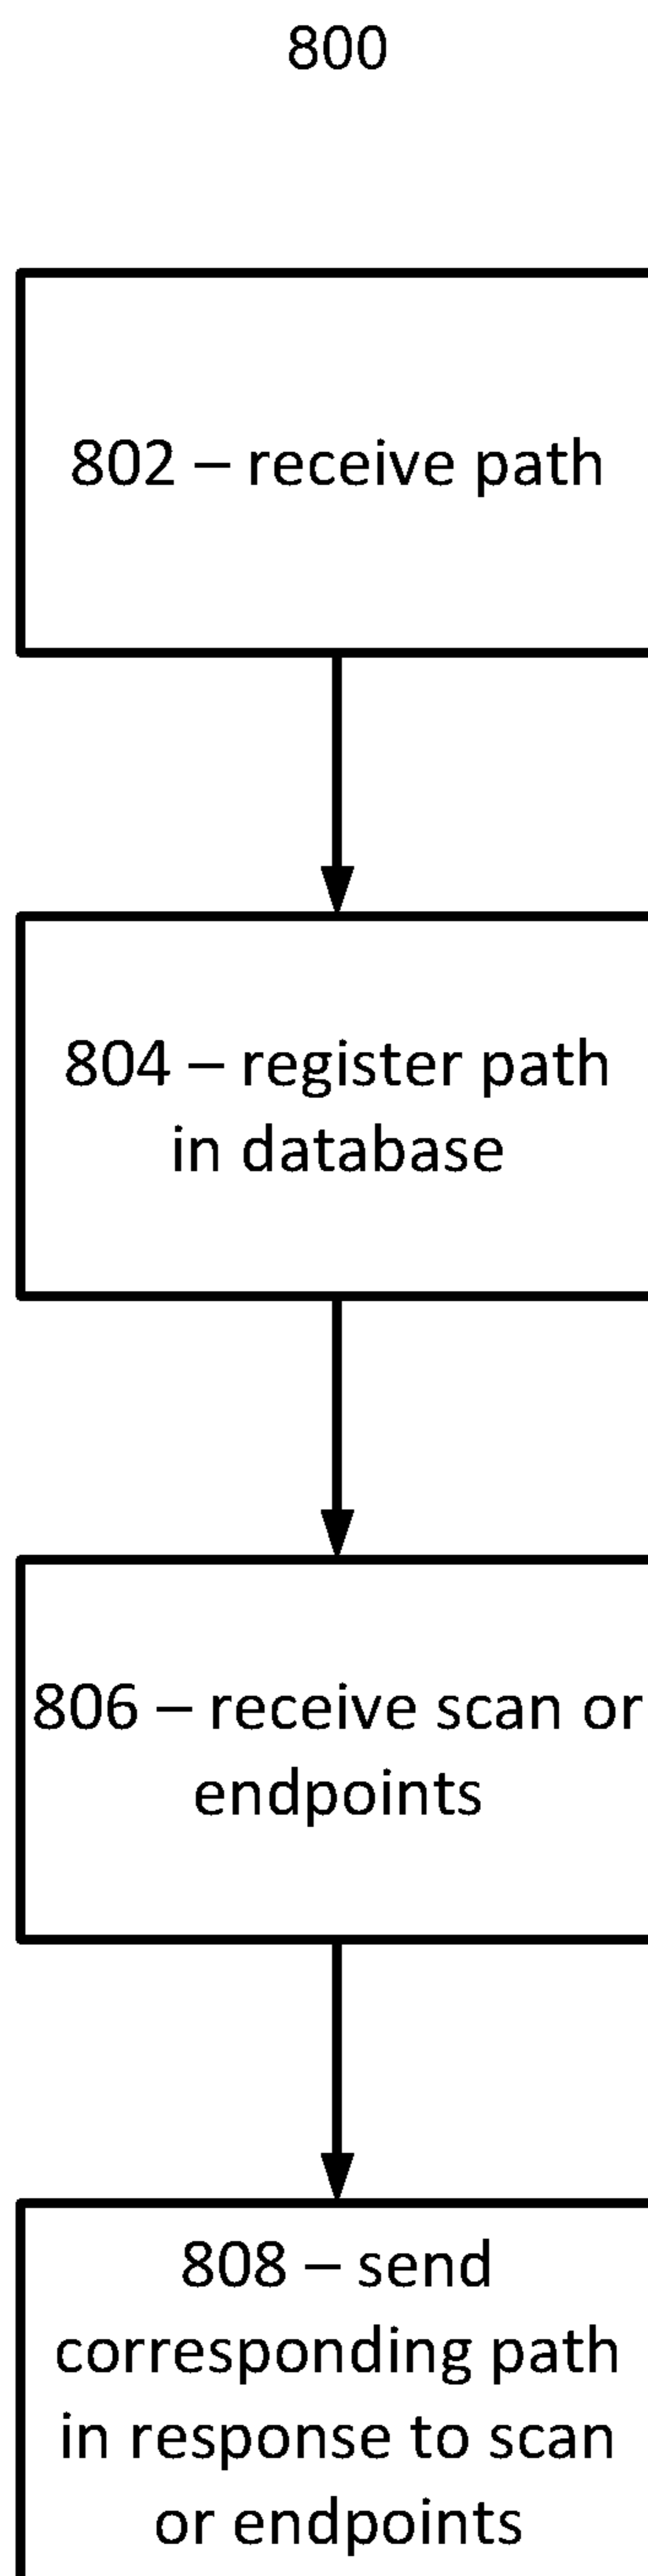 800
802 – receive path
804 – register path
in database
806 – receive scan or
endpoints
808 – send
corresponding path
in response to scan
or endpoints